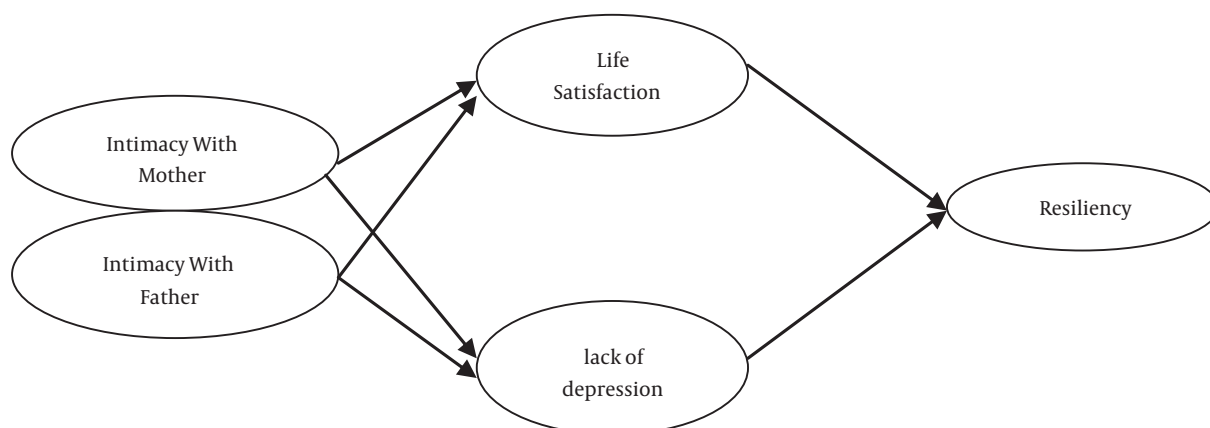 Life
Satisfaction
Intimacy With
Mother
Intimacy With
Father
Resiliency
lack of
depression